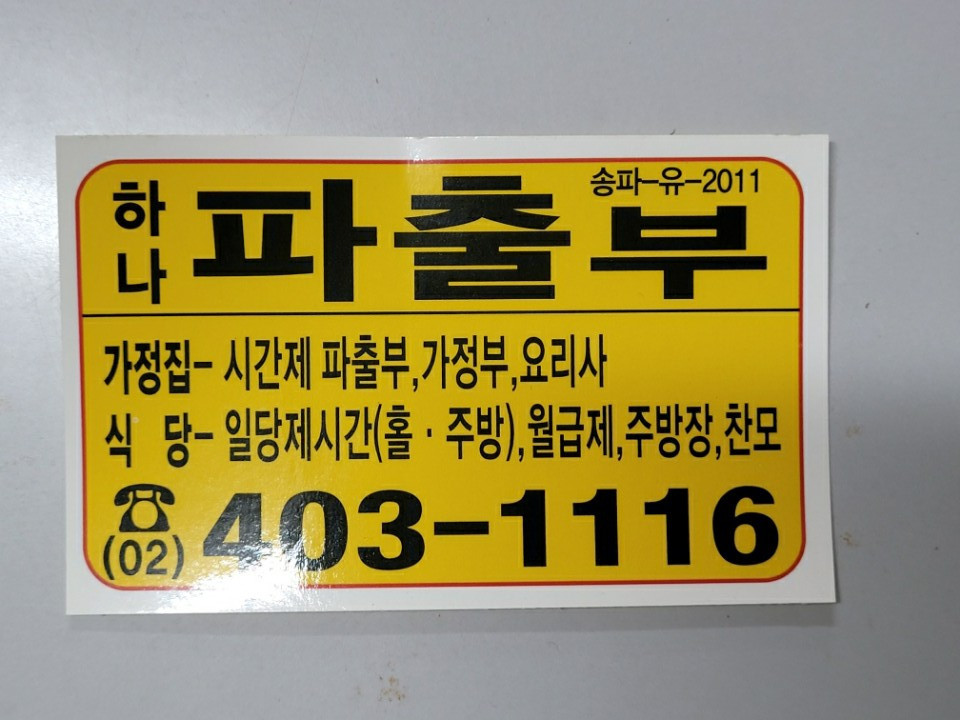 송파-유-2011
하나 파출부
가정집- 시간제 파출부,가정부,요리사
식 당- 일당제시간(홀·주방),월급제,주방장,찬모
(02) 403-1116